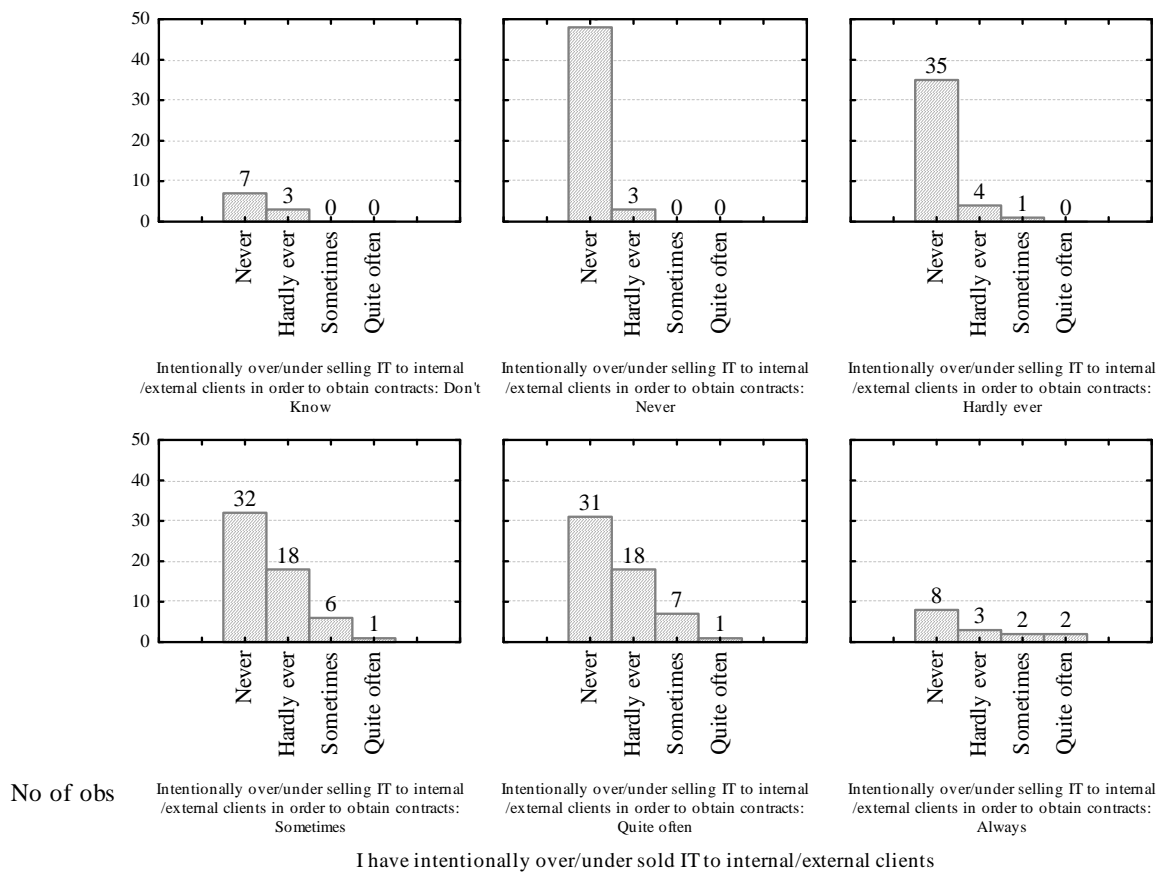 50
40
30
20
10
0
7
3
0
0
Never
Hardly ever
Sometimes
Quite often
Intentionally over/under selling IT to internal
/external clients in order to obtain contracts: Don't
Know
3
0
0
Never
Hardly ever
Sometimes
Quite often
Intentionally over/under selling IT to internal
/external clients in order to obtain contracts:
Never
35
4
1
0
Never
Hardly ever
Sometimes
Quite often
Intentionally over/under selling IT to internal
/external clients in order to obtain contracts:
Hardly ever
50
40
30
20
10
0
32
18
6
1
Never
Hardly ever
Sometimes
Quite often
Intentionally over/under selling IT to internal
/external clients in order to obtain contracts:
Sometimes
31
18
7
1
Never
Hardly ever
Sometimes
Quite often
Intentionally over/under selling IT to internal
/external clients in order to obtain contracts:
Quite often
8
3
2
2
Never
Hardly ever
Sometimes
Quite often
Intentionally over/under selling IT to internal
/external clients in order to obtain contracts:
Always
No of obs
I have intentionally over/under sold IT to internal/external clients